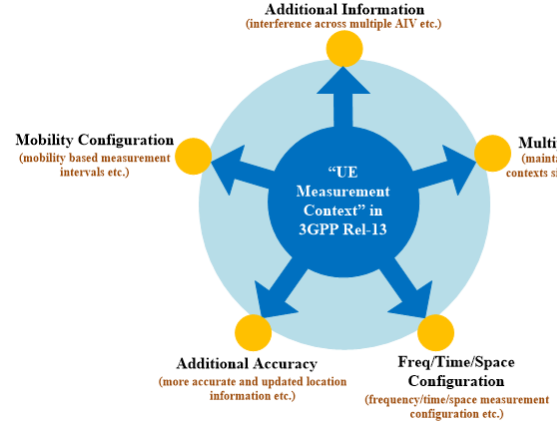 Additional Information
(interference across multiple AIV etc.)
Mobility Configuration
(mobility based measurement
intervals etc.)
“UE
Measurement
Context” in
3GPP Rel-13
Additional Accuracy
(more accurate and updated location
information etc.)
Freq/Time/Space
Configuration
(frequency/time/space measurement
configuration etc.)
contexts